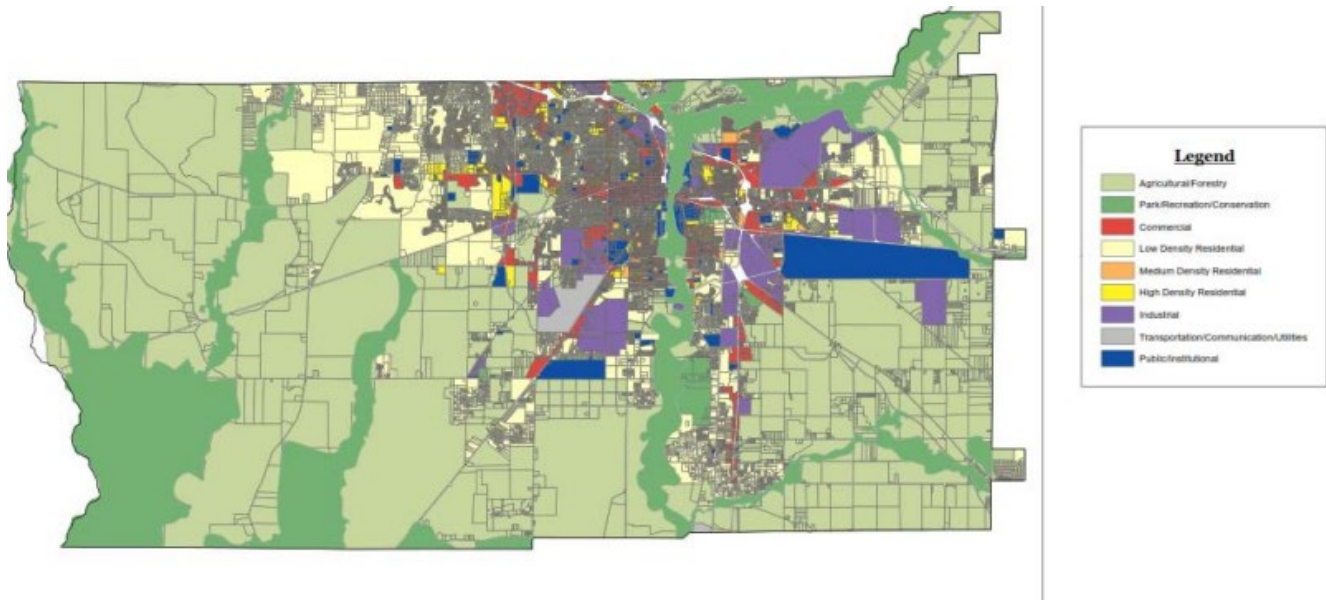 Legend
Agricultural/Forestry
Park/Recreation/Conservation
Commercial
Low Density Residential
Medium Density Residential
High Density Residential
Industrial
Transportation/Communication/Utilities
Public/Institutional